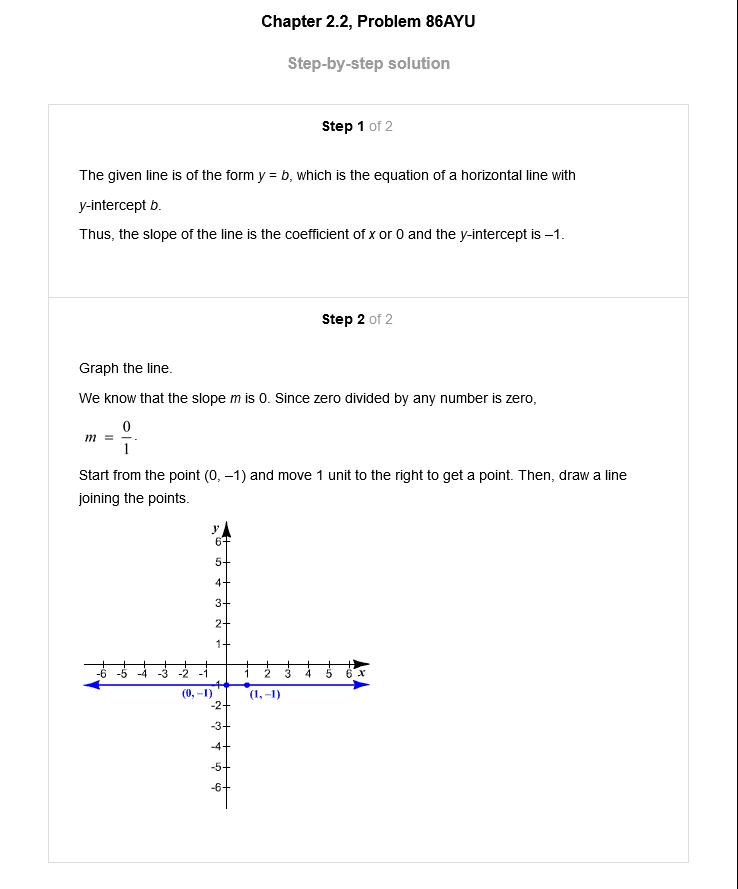 Chapter 2.2, Problem 86AYU
Step-by-step solution
Step 1 of 2
The given line is of the form y = b, which is the equation of a horizontal line with
y-intercept b.
Thus, the slope of the line is the coefficient of x or 0 and the y-intercept is –1.
Step 2 of 2
Graph the line.
We know that the slope m is 0. Since zero divided by any number is zero,
m = 0/1.
Start from the point (0, –1) and move 1 unit to the right to get a point. Then, draw a line
joining the points.
y
6
5
4
3
2
1
-6 -5 -4 -3 -2 -1 1 2 3 4 5 6 x
-1
(0, –1) (1, –1)
-2
-3
-4
-5
-6